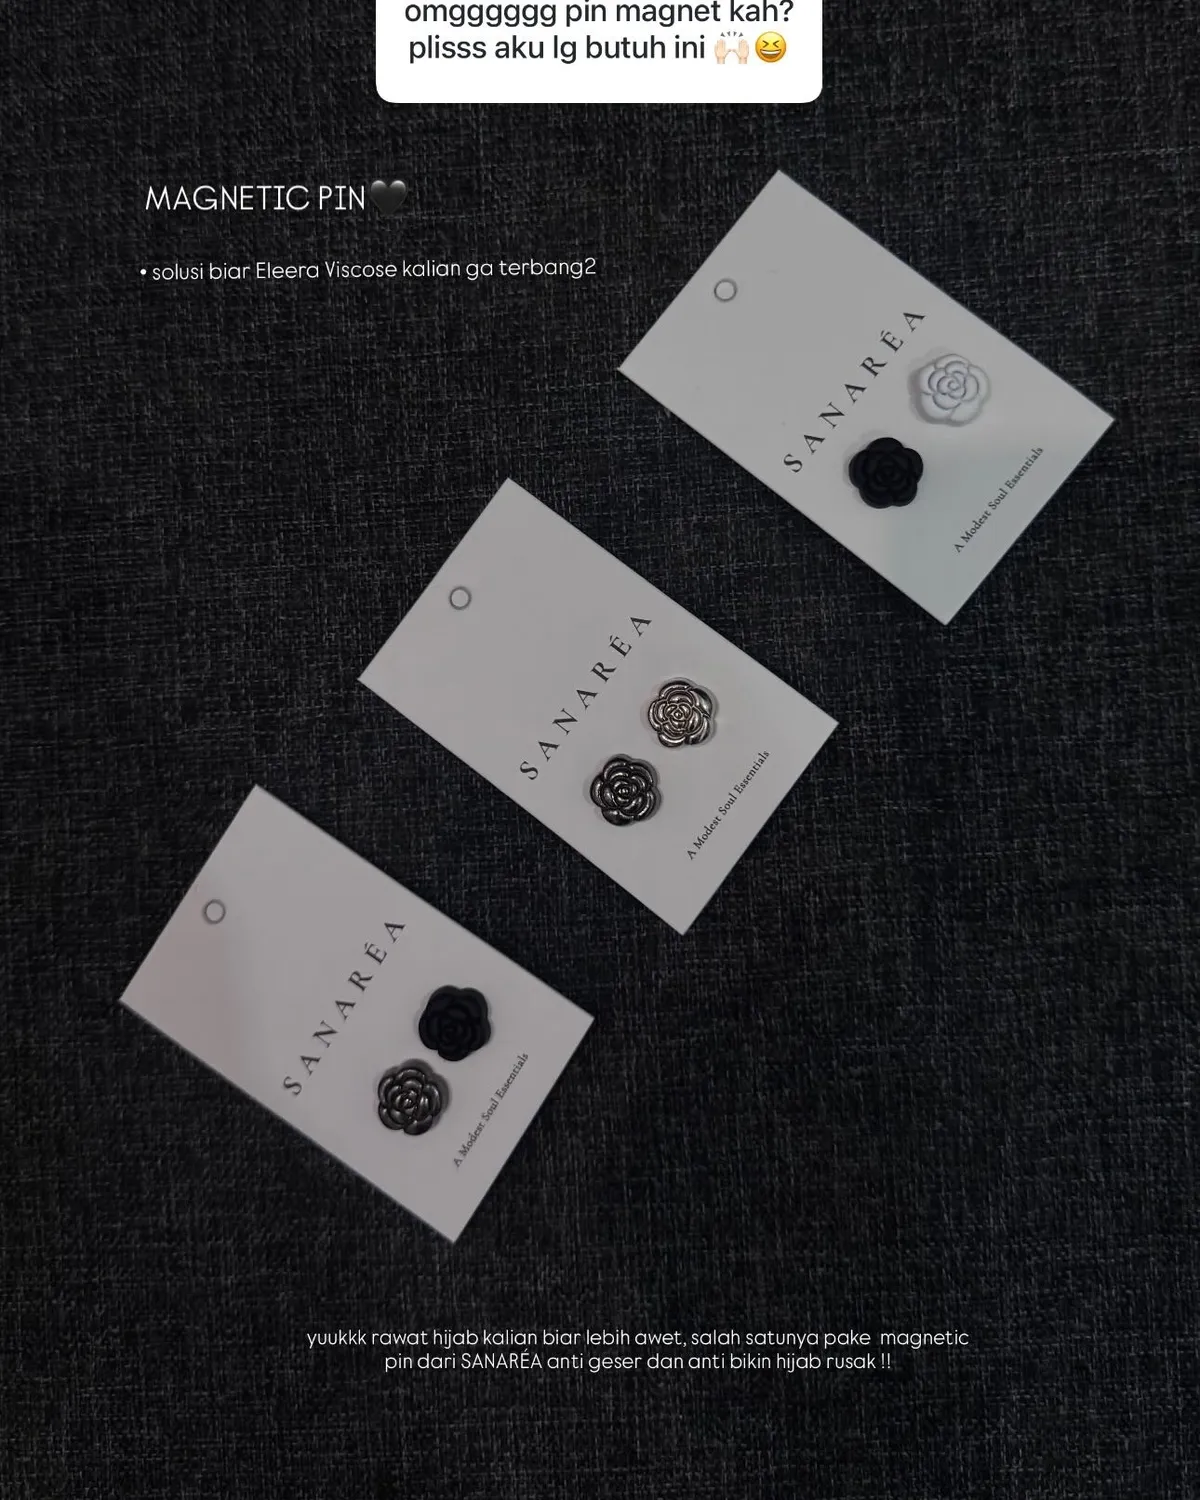 omgggggg pin magnet kah?
plisss aku lg butuh ini 🙌🏻😆
MAGNETIC PIN🖤
• solusi biar Eleera Viscose kalian ga terbang2
SANARÉA
A Modest Soul Essentials
SANARÉA
A Modest Soul Essentials
SANARÉA
A Modest Soul Essentials
yuukkk rawat hijab kalian biar lebih awet, salah satunya pake magnetic
pin dari SANARÉA anti geser dan anti bikin hijab rusak !!